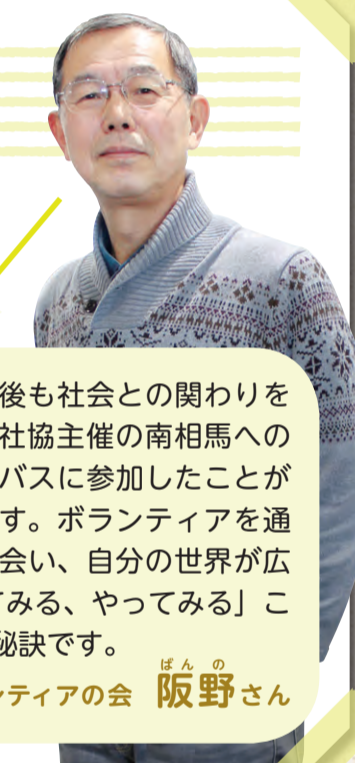 後も社会との関わりを
社協主催の南相馬への
バスに参加したことが
す。ボランティアを通
会い、自分の世界が広
てみる、やってみる」こ
秘訣です。
ンティアの会 阪野さん
ばんの